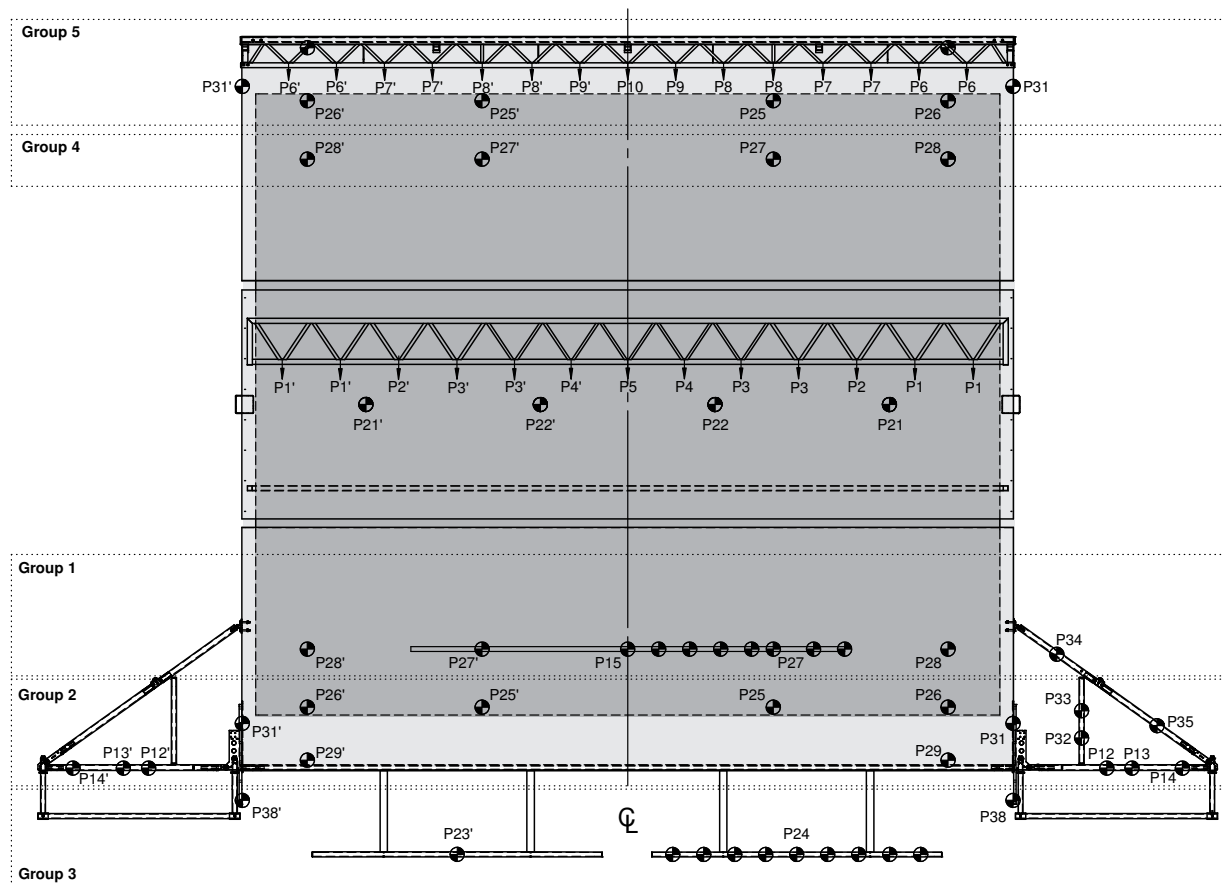 Group 5
P31' P6' P6' P7' P7' P8' P8' P9' P10 P9 P8 P8 P7 P7 P6 P6 P31
P26' P25' P25 P26
Group 4
P28' P27' P27 P28
P1' P1' P2' P3' P3' P4' P5 P4 P3 P3 P2 P1 P1
P21' P22' P22 P21
Group 1
P34
P28' P27' P15 P27 P28
Group 2
P26' P25' P25 P26 P33
P31' P31 P32 P35
P13' P12' P29' P29 P12 P13
P14' P14
P38' P38
℄
P23' P24
Group 3